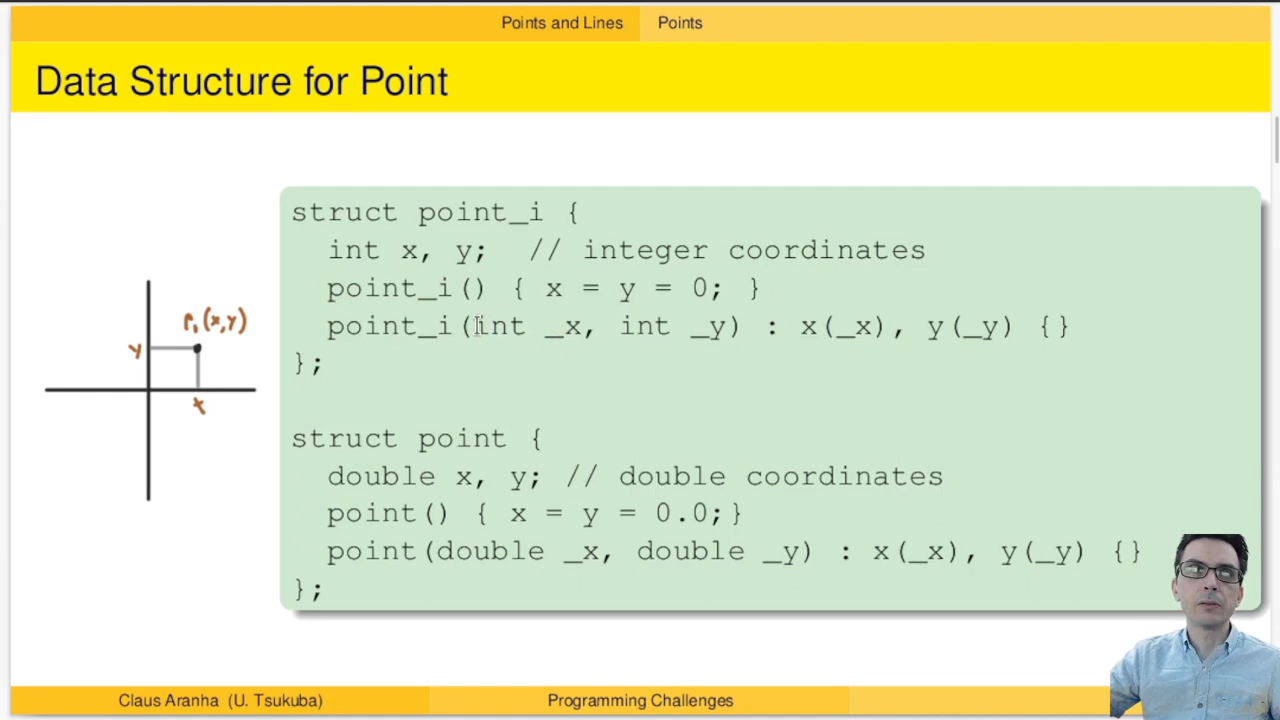 Points and Lines Points
Data Structure for Point
struct point_i {
int x, y; // integer coordinates
point_i() { x = y = 0; }
point_i(int _x, int _y) : x(_x), y(_y) {}
};
struct point {
double x, y; // double coordinates
point() { x = y = 0.0;}
point(double _x, double _y) : x(_x), y(_y) {}
};
P₁(x,y)
y
x
Claus Aranha (U. Tsukuba) Programming Challenges